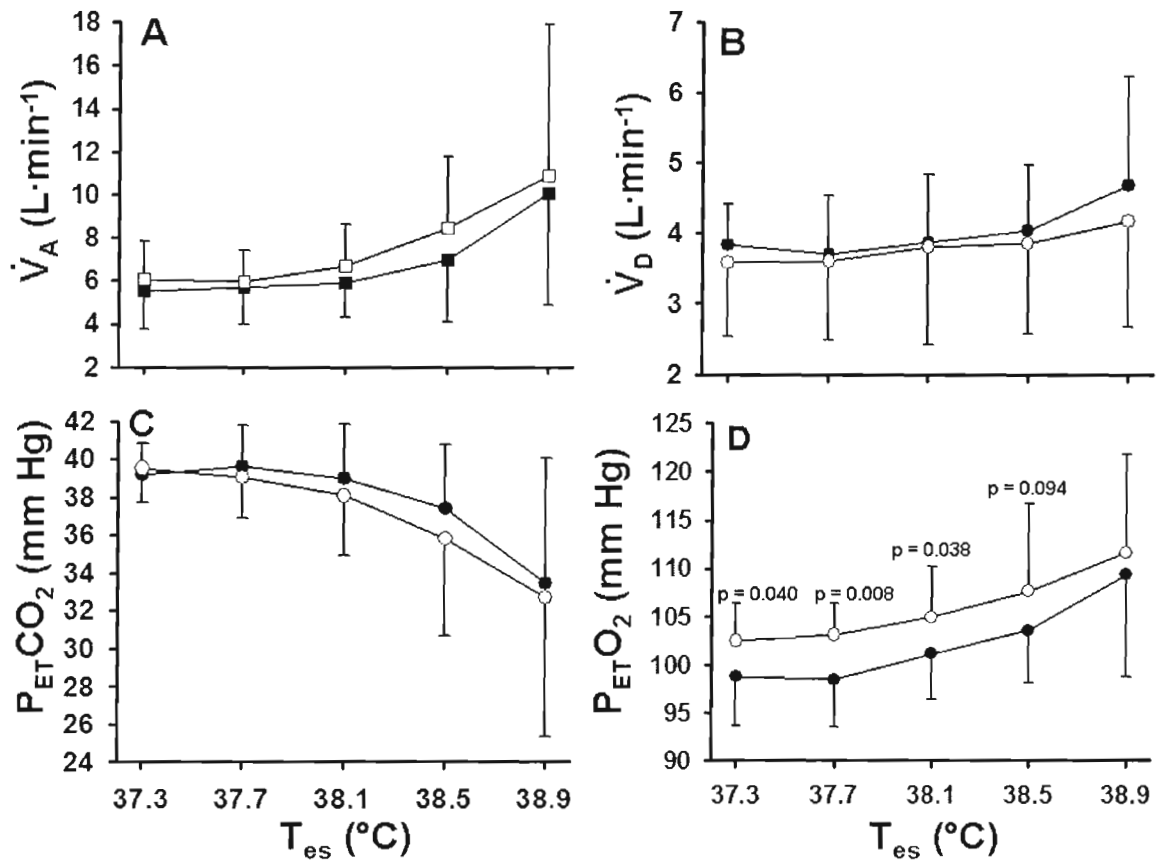 A
V̇A (L·min-1)
18
16
14
12
10
8
6
4
2
B
V̇D (L·min-1)
7
6
5
4
3
2
C
PETCO2 (mm Hg)
42
40
38
36
34
32
30
28
26
24
37.3 37.7 38.1 38.5 38.9
Tes (°C)
D
PETO2 (mm Hg)
125
120
115
110
105
100
95
90
p = 0.094
p = 0.038
p = 0.040 p = 0.008
37.3 37.7 38.1 38.5 38.9
Tes (°C)